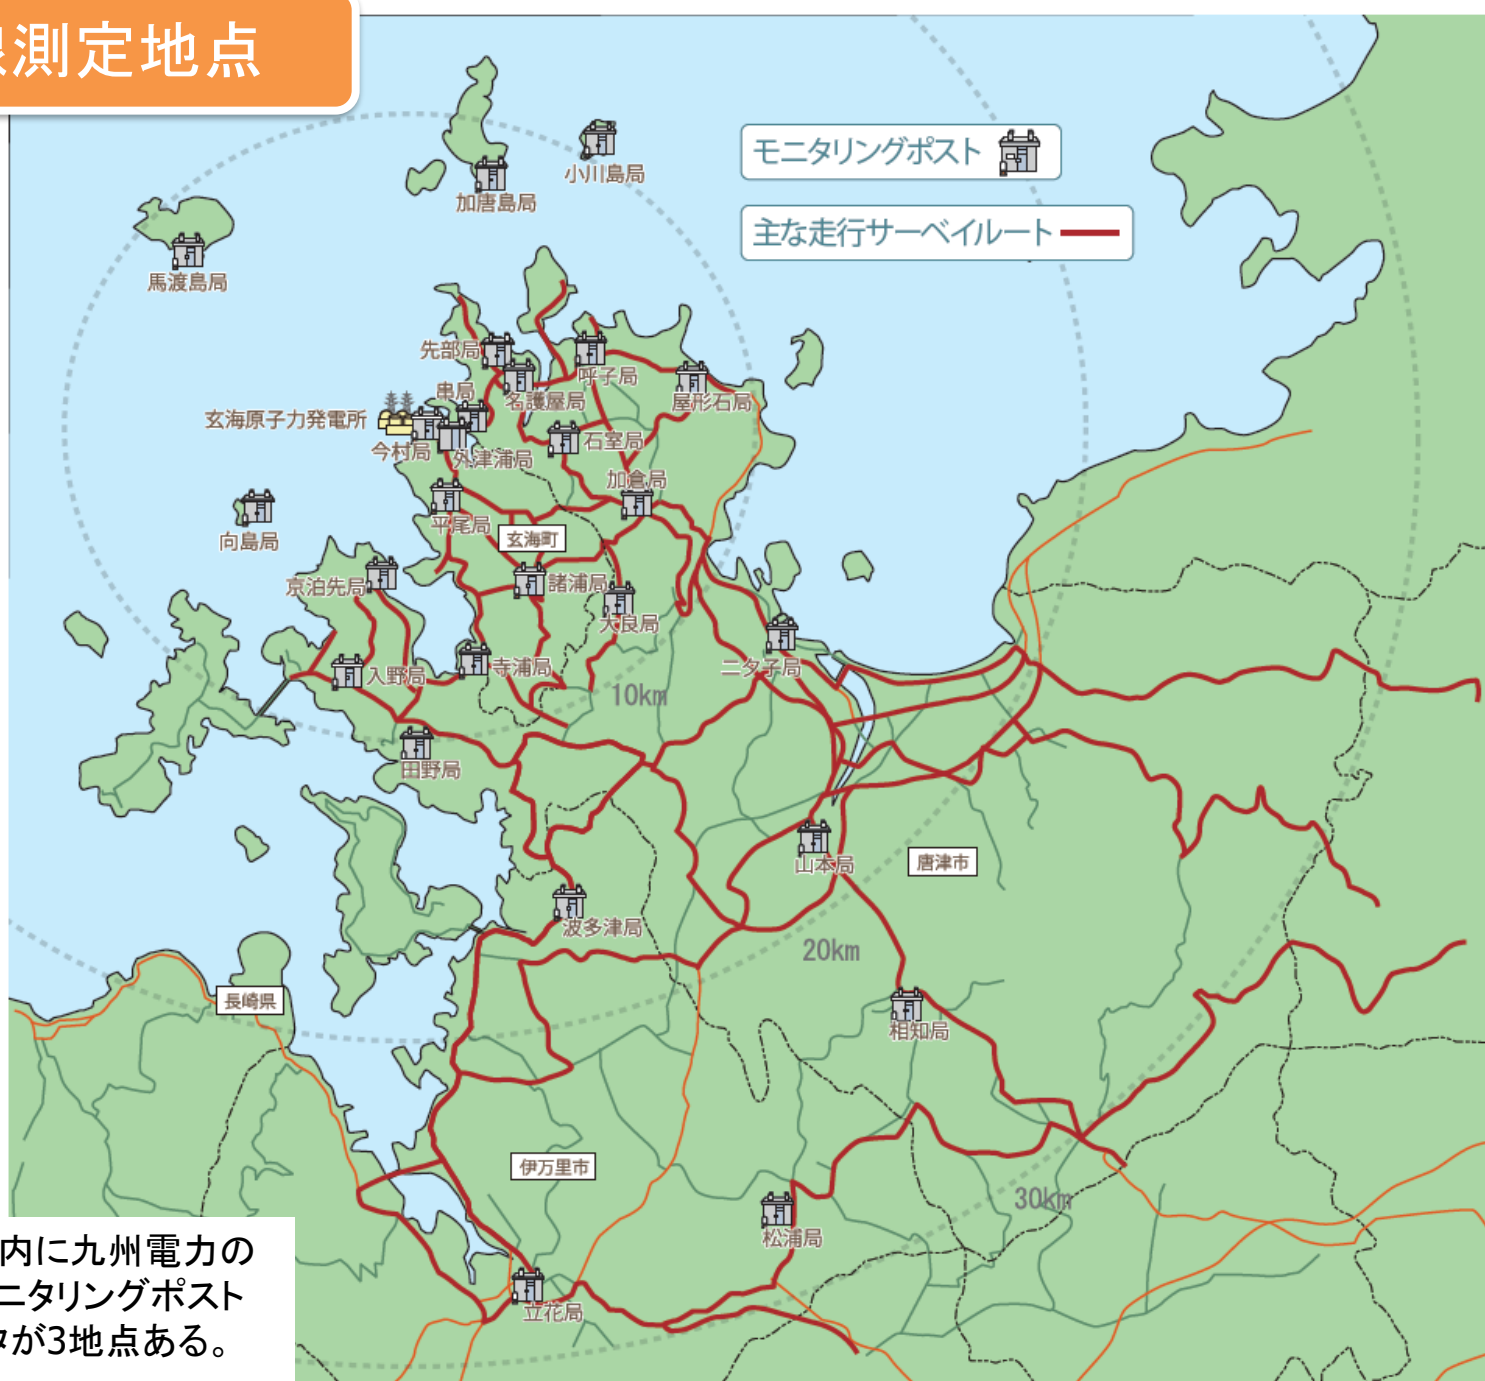 測定地点
モニタリングポスト
主な走行サーベイルート
小川島局
加唐島局
馬渡島局
先部局
呼子局
串局
名護屋局
屋形石局
玄海原子力発電所
今村局
外津浦局
石室局
加倉局
平尾局
玄海町
向島局
京泊先局
諸浦局
大良局
二タ子局
入野局
寺浦局
10km
田野局
山本局
唐津市
波多津局
20km
長崎県
相知局
伊万里市
30km
松浦局
立花局
内に九州電力の
ニタリングポスト
が3地点ある。